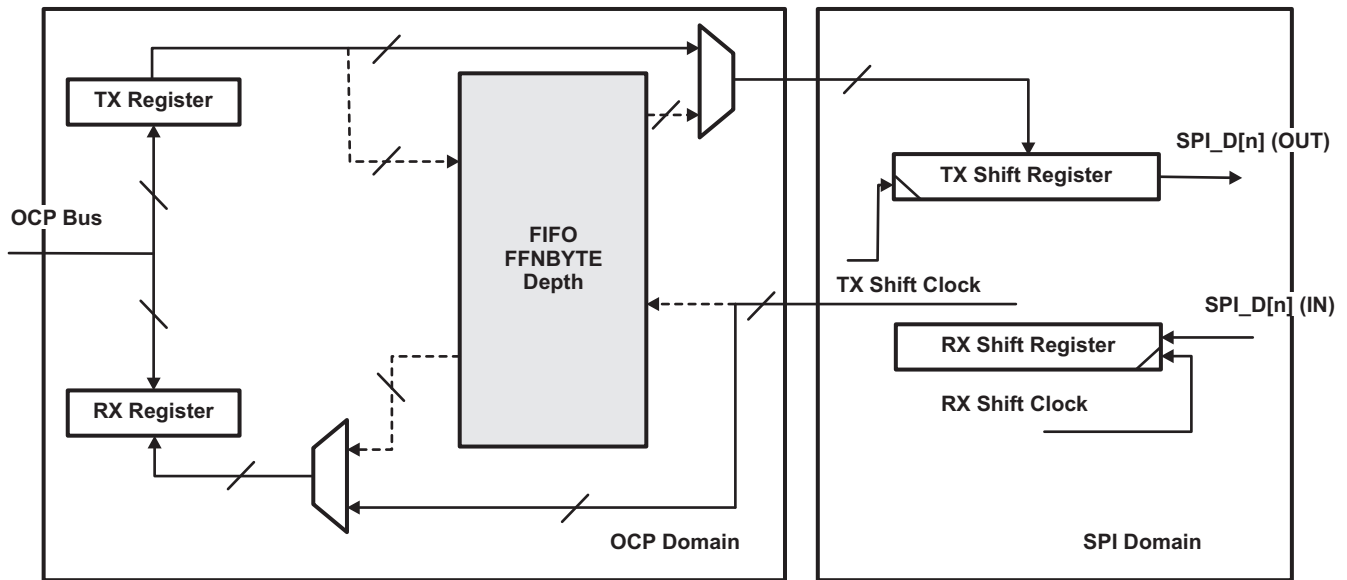 TX Register
SPI_D[n] (OUT)
TX Shift Register
OCP Bus
FIFO
FFNBYTE
Depth
TX Shift Clock
SPI_D[n] (IN)
RX Shift Register
RX Register
RX Shift Clock
OCP Domain
SPI Domain